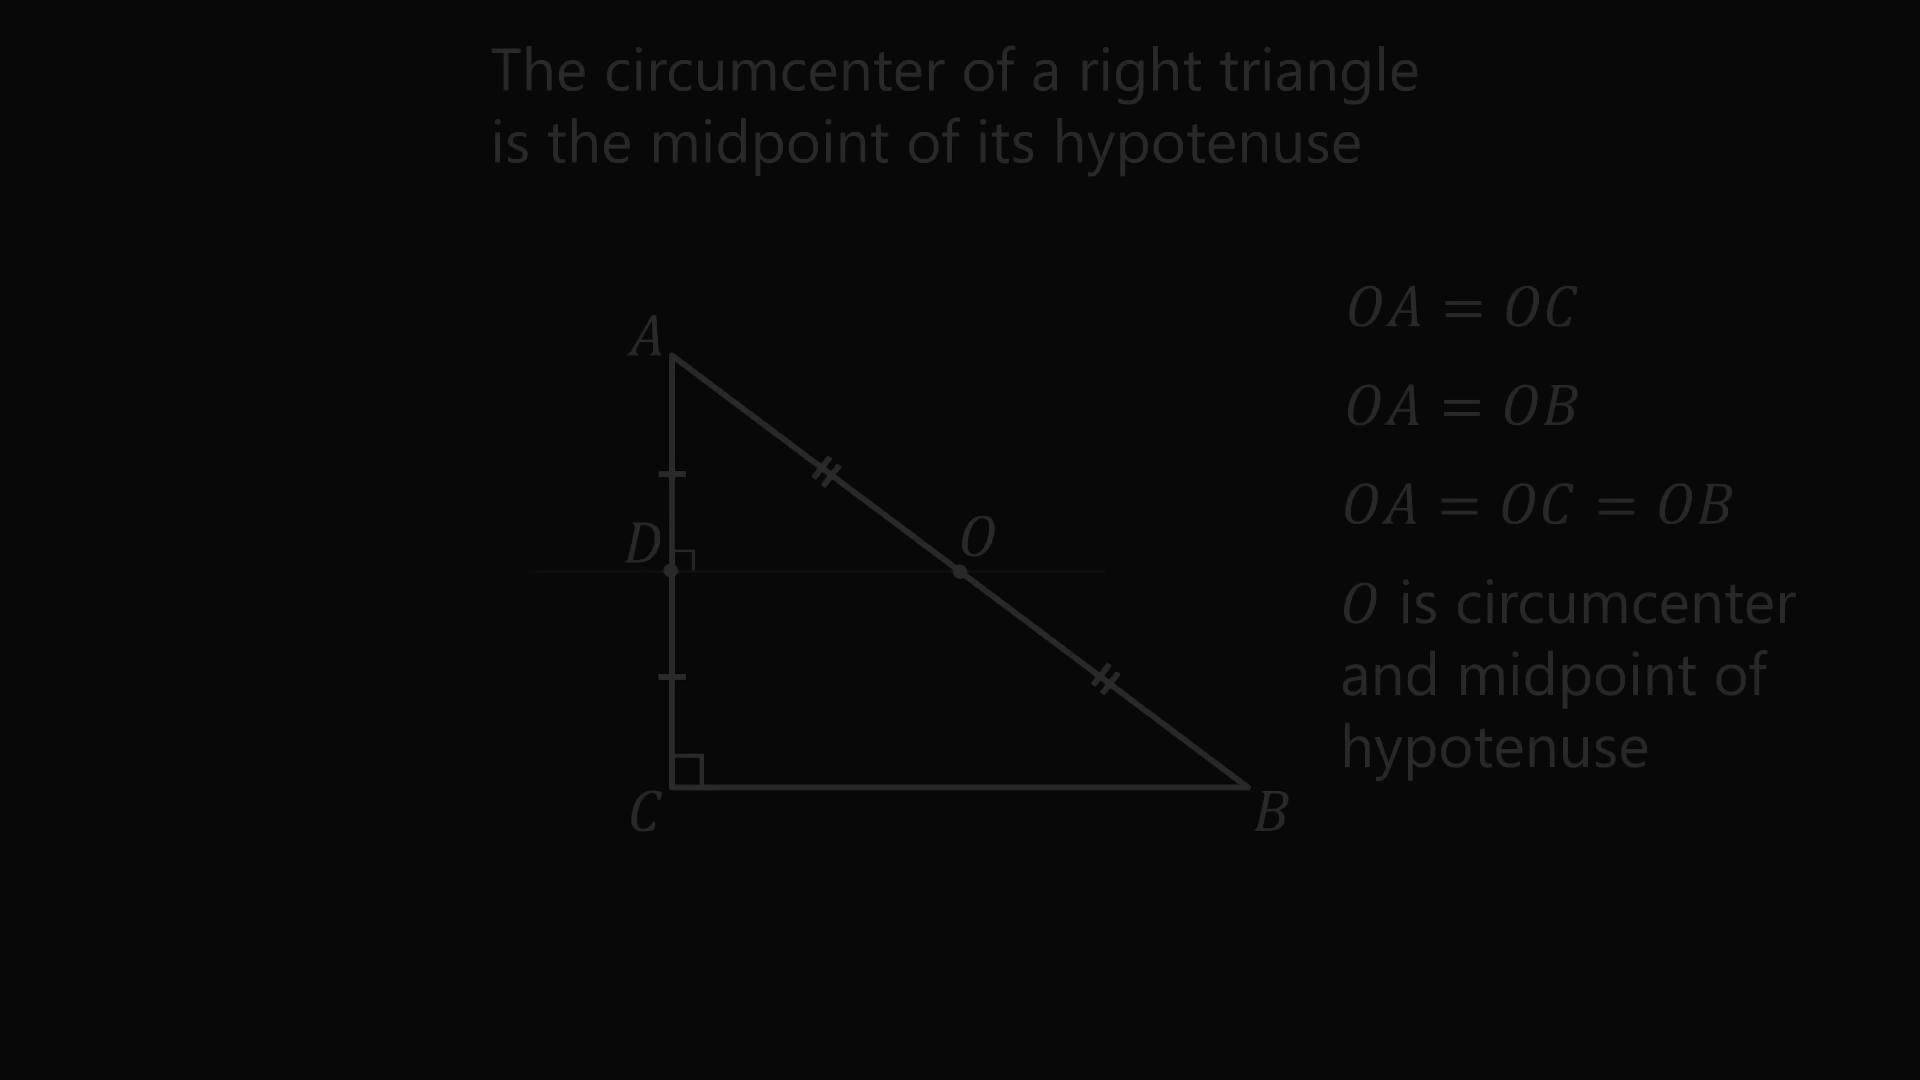 The circumcenter of a right triangle
is the midpoint of its hypotenuse
OA = OC
A
OA = OB
OA = OC = OB
D
O
O is circumcenter
and midpoint of
hypotenuse
C
B